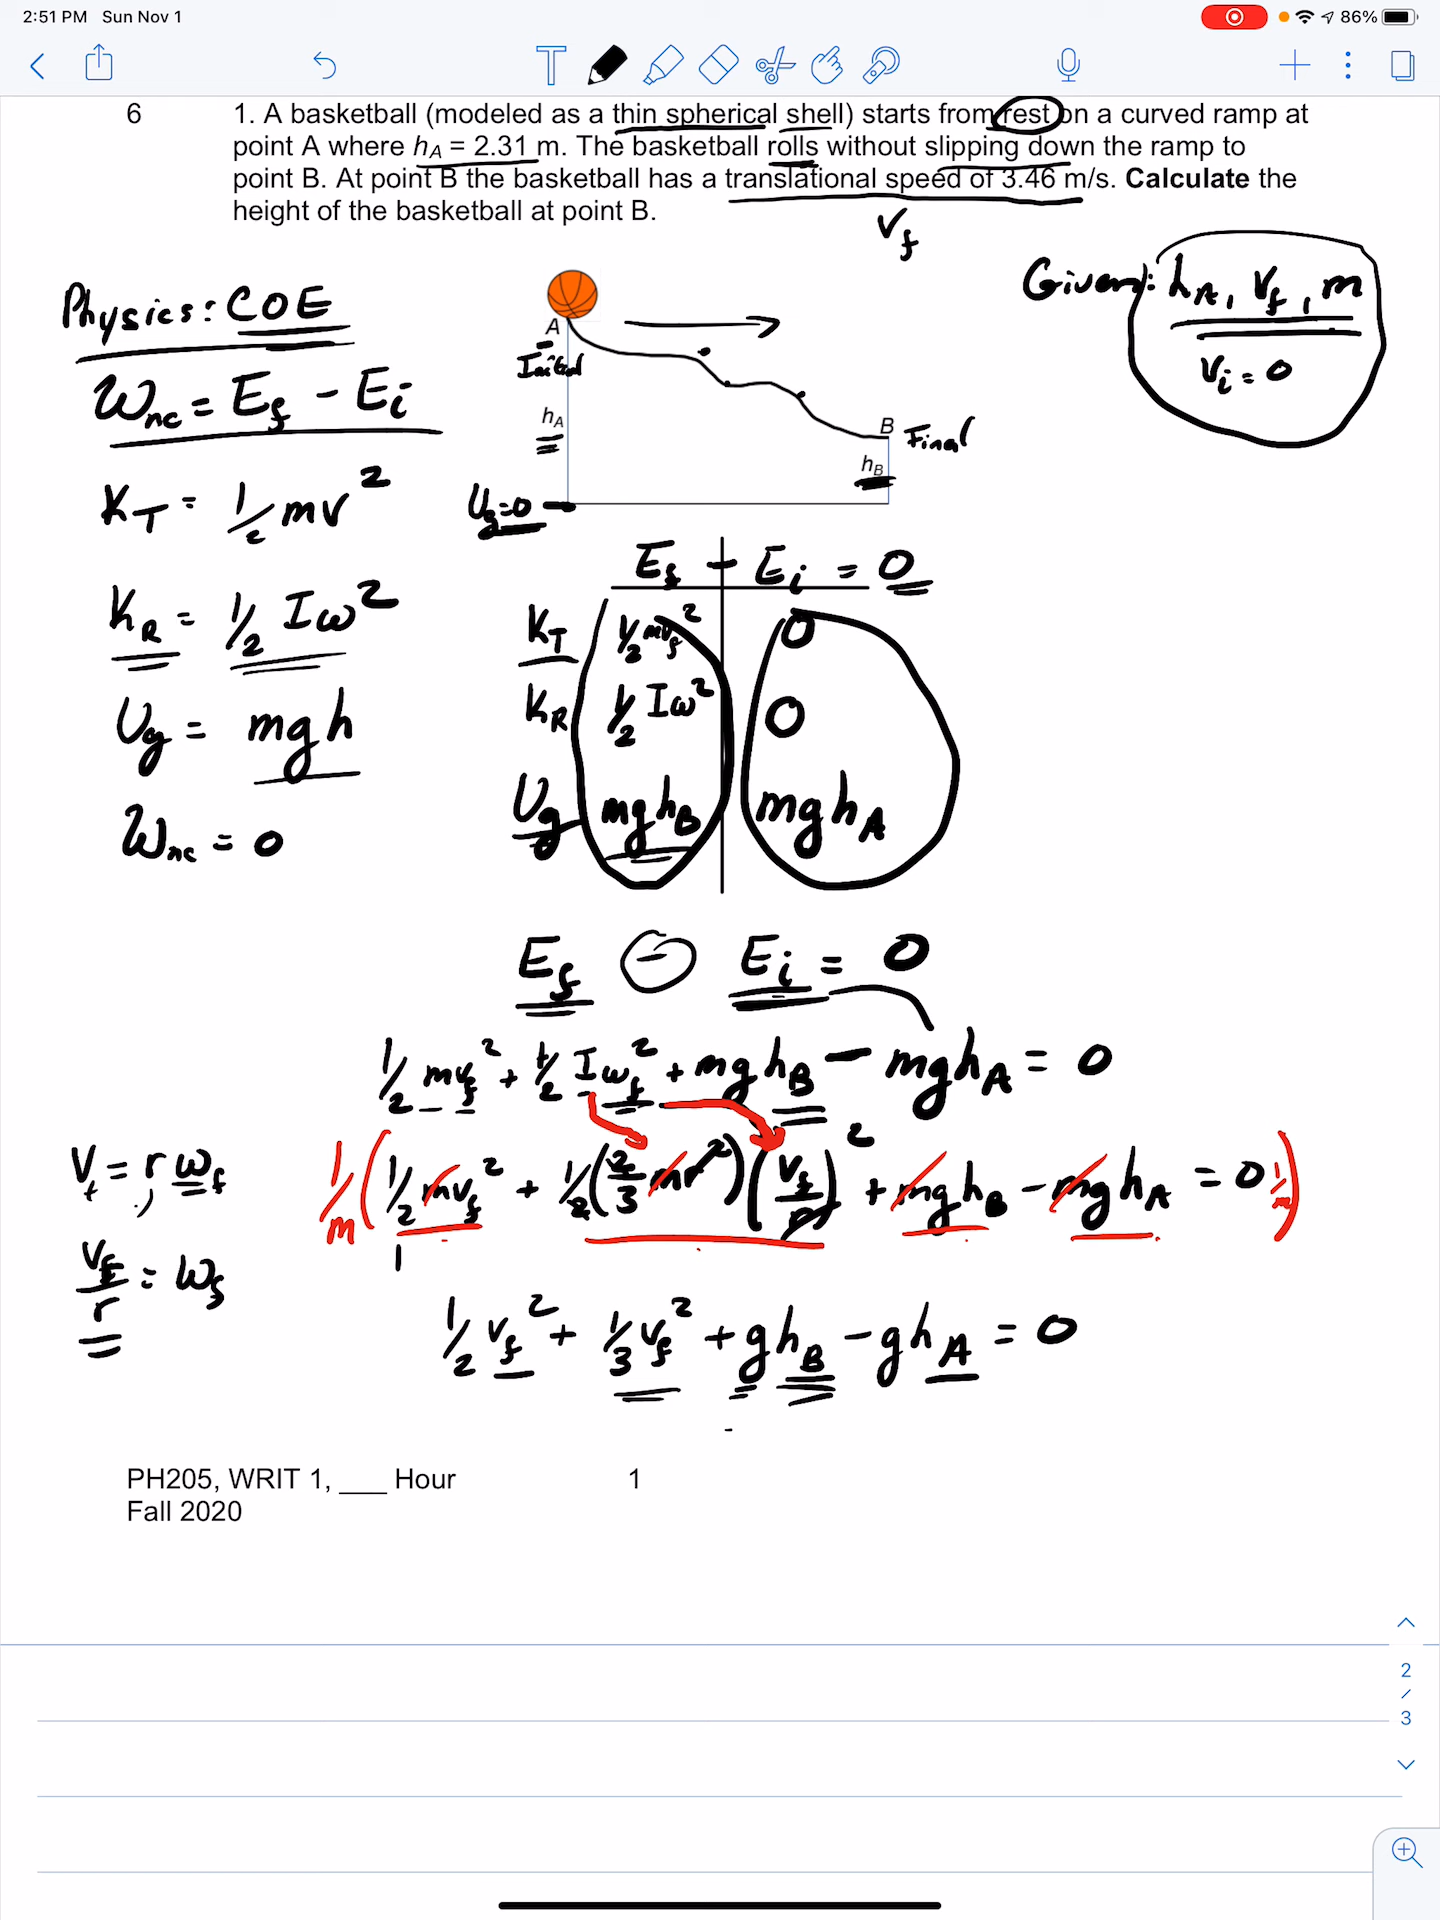 2:51 PM Sun Nov 1 86%
6 1. A basketball (modeled as a thin spherical shell) starts from rest on a curved ramp at
point A where hA = 2.31 m. The basketball rolls without slipping down the ramp to
point B. At point B the basketball has a translational speed of 3.46 m/s. Calculate the
height of the basketball at point B.
Vf
Given: hA, Vf, m
Vi = 0
Physics: COE
Wnc = Ef - Ei
KT = 1/2 mv²
KR = 1/2 Iω²
Ug = mgh
Wnc = 0
A
Initial
hA
B Final
hB
Ug=0
Ef - Ei = 0
KT 1/2 mvf² 0
KR 1/2 Iω² 0
Ug mghB mghA
Ef - Ei = 0
1/2 mvf² + 1/2 Iωf² + mghB - mghA = 0
Vf = rωf
1/m (1/2 mvf² + 1/2 (2/3 mr²)(Vf/r)² + mghB - mghA = 0 1/m)
Vf/r = ωf
1/2 Vf² + 1/3 Vf² + ghB - ghA = 0
PH205, WRIT 1, ___ Hour 1
Fall 2020
2
/
3